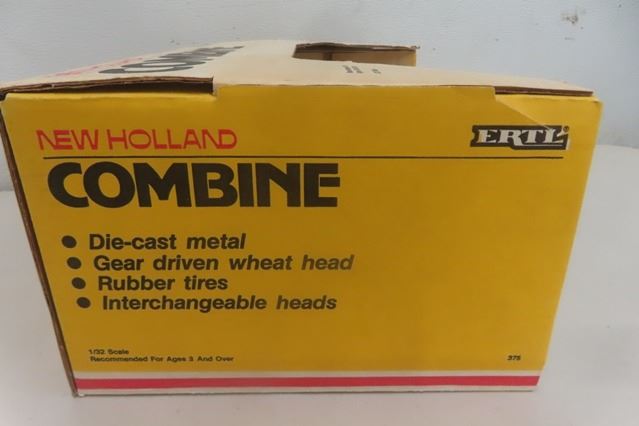 COMBINE
NEW HOLLAND
ERTL
COMBINE
• Die-cast metal
• Gear driven wheat head
• Rubber tires
• Interchangeable heads
1/32 Scale
Recommended For Ages 3 And Over
375